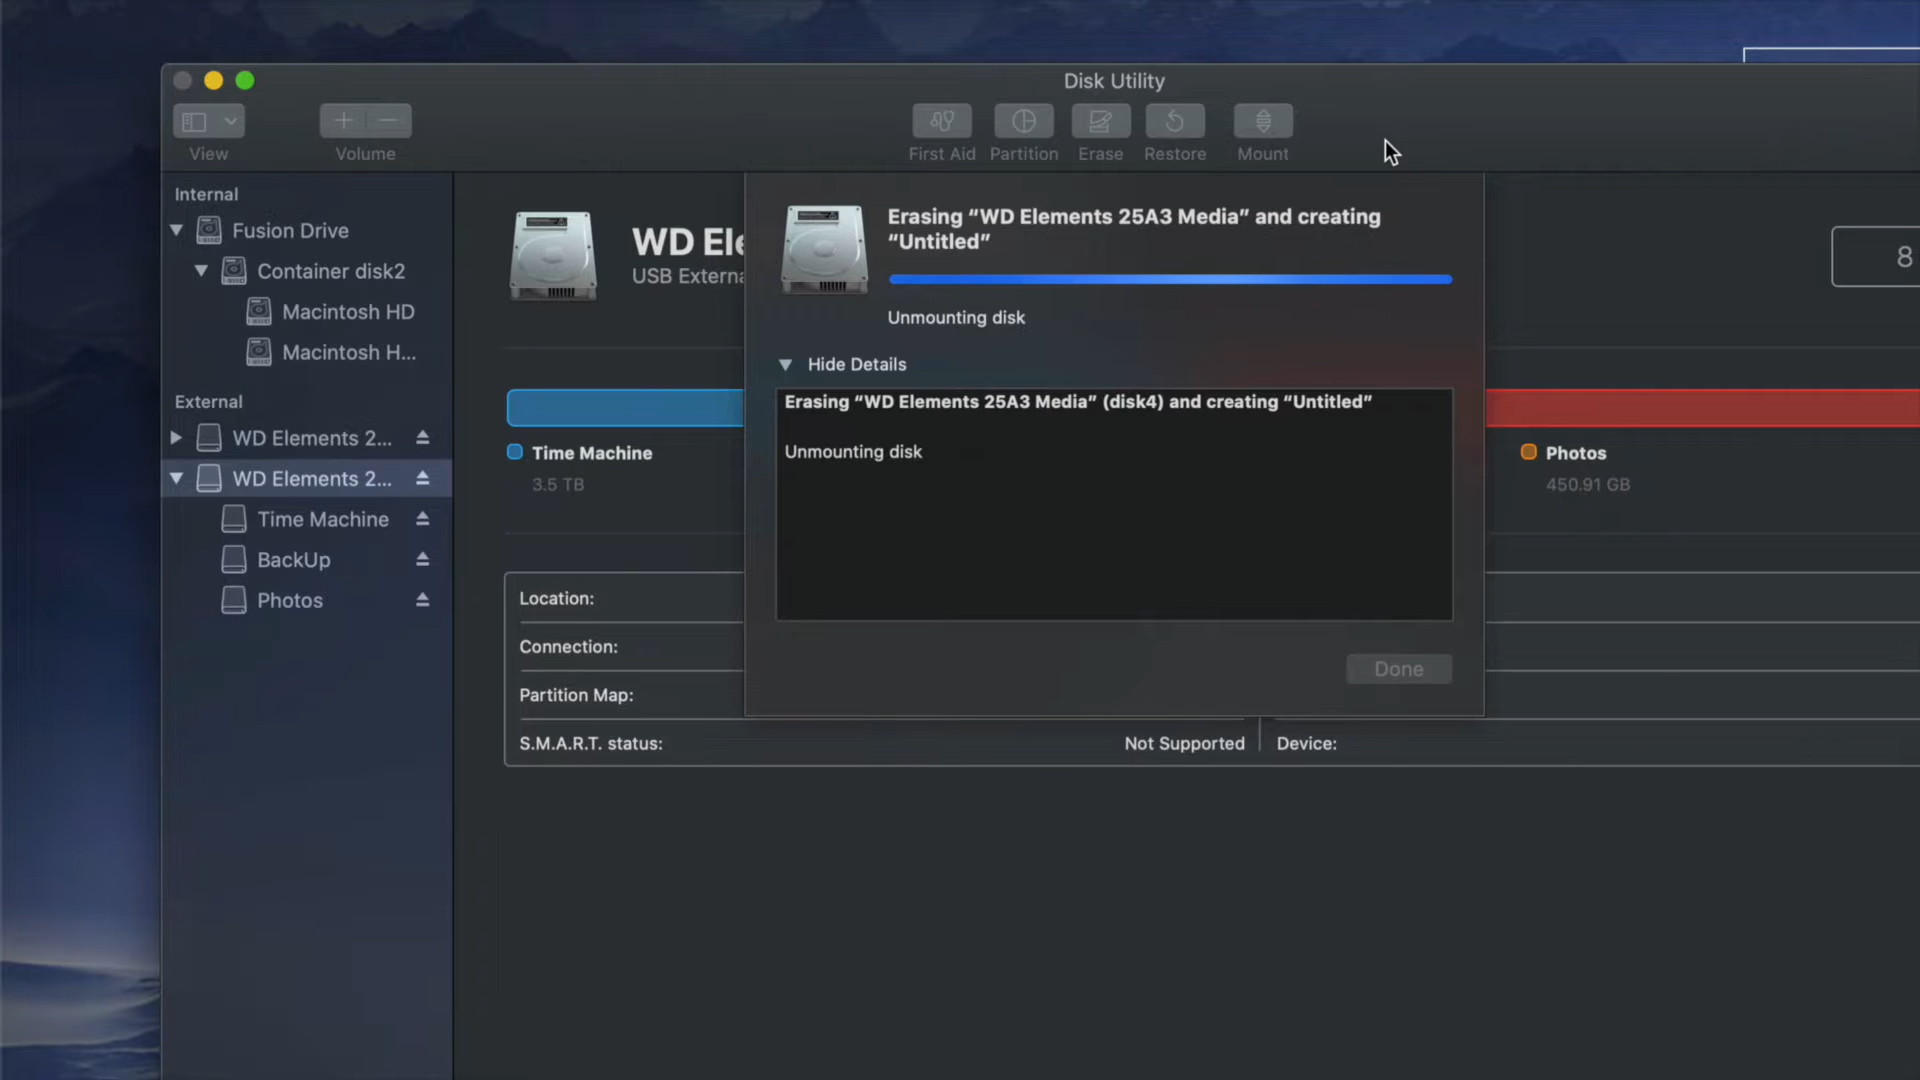 Disk Utility
View
Volume
First Aid
Partition
Erase
Restore
Mount
Internal
Fusion Drive
Container disk2
Macintosh HD
Macintosh H...
External
WD Elements 2...
WD Elements 2...
Time Machine
BackUp
Photos
WD Ele
USB Externa
Erasing “WD Elements 25A3 Media” and creating
“Untitled”
Unmounting disk
Hide Details
Erasing “WD Elements 25A3 Media” (disk4) and creating “Untitled”
Unmounting disk
Done
8
Time Machine
3.5 TB
Photos
450.91 GB
Location:
Connection:
Partition Map:
S.M.A.R.T. status:
Not Supported
Device: